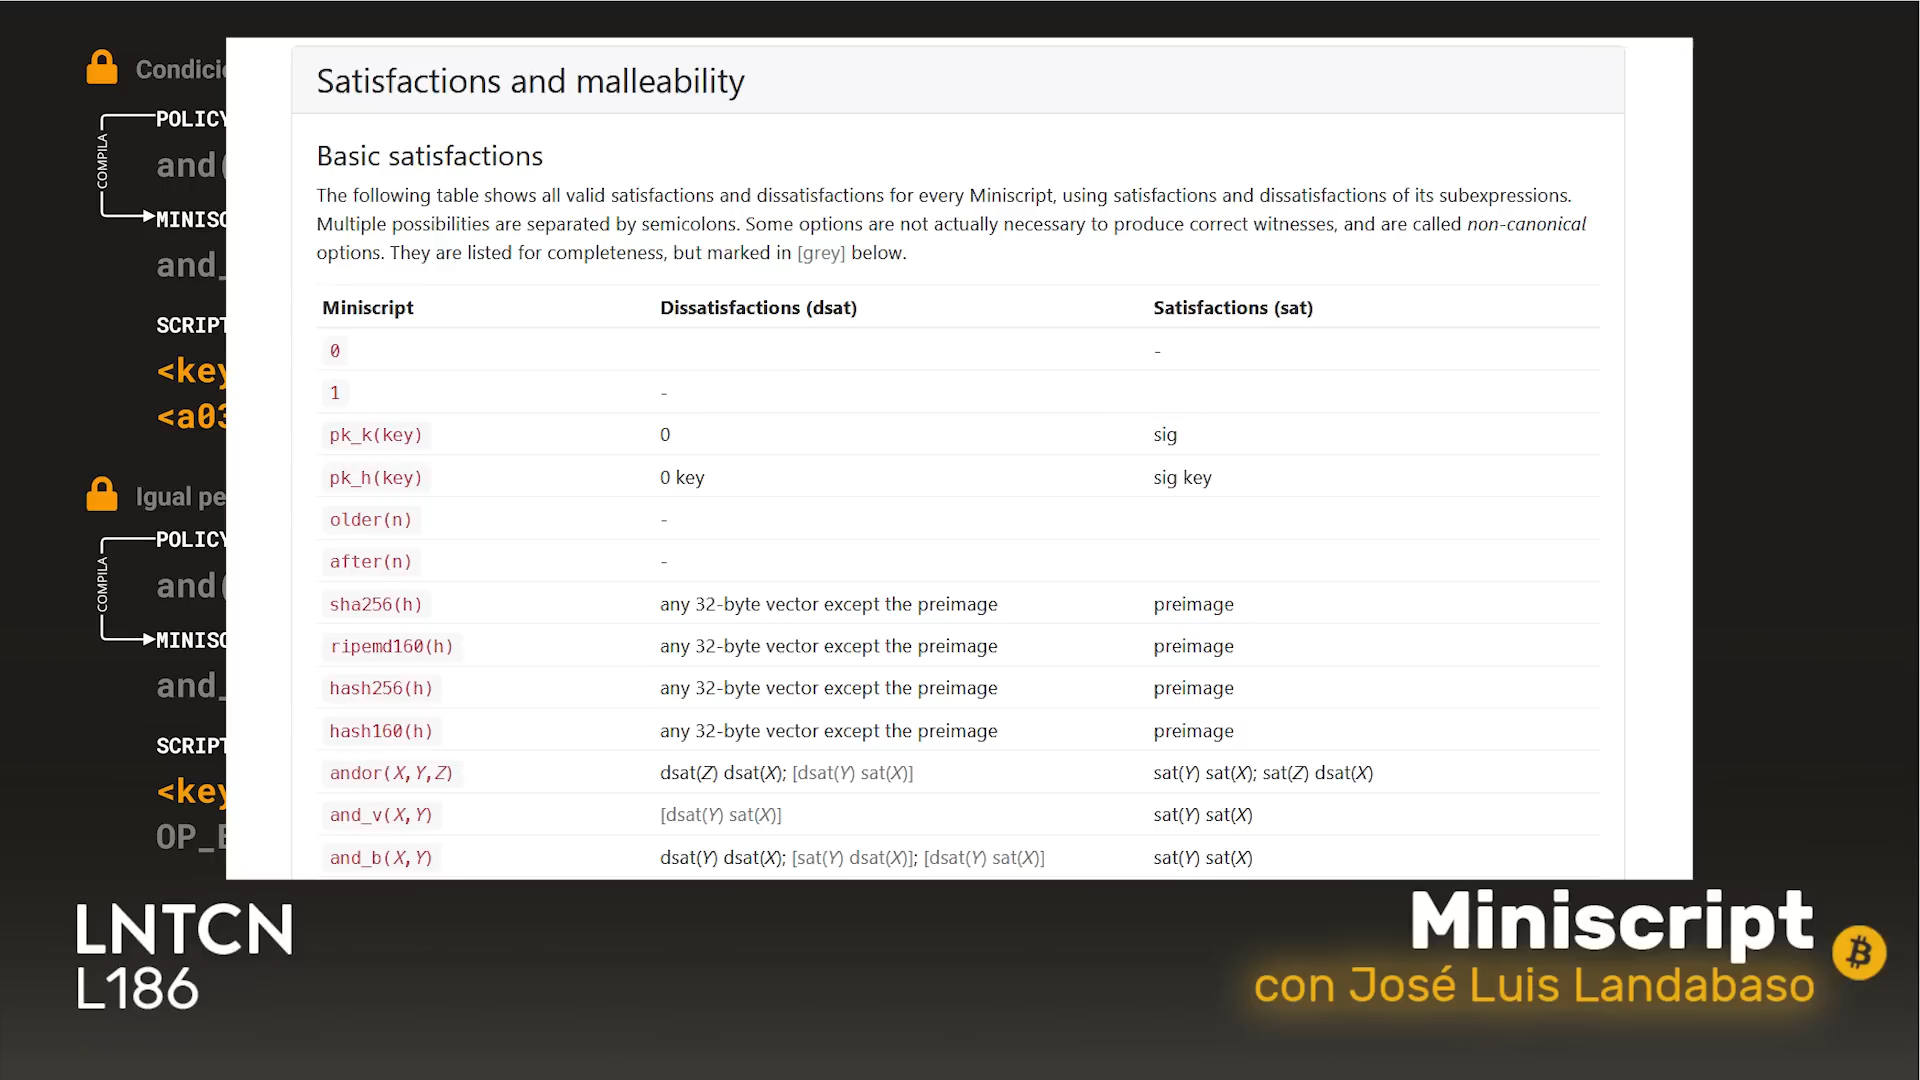 Satisfactions and malleability
Basic satisfactions
The following table shows all valid satisfactions and dissatisfactions for every Miniscript, using satisfactions and dissatisfactions of its subexpressions.
Multiple possibilities are separated by semicolons. Some options are not actually necessary to produce correct witnesses, and are called non-canonical
options. They are listed for completeness, but marked in [grey] below.
Miniscript Dissatisfactions (dsat) Satisfactions (sat)
0 -
1 -
pk_k(key) 0 sig
pk_h(key) 0 key sig key
older(n) -
after(n) -
sha256(h) any 32-byte vector except the preimage preimage
ripemd160(h) any 32-byte vector except the preimage preimage
hash256(h) any 32-byte vector except the preimage preimage
hash160(h) any 32-byte vector except the preimage preimage
andor(X,Y,Z) dsat(Z) dsat(X); [dsat(Y) sat(X)] sat(Y) sat(X); sat(Z) dsat(X)
and_v(X,Y) [dsat(Y) sat(X)] sat(Y) sat(X)
and_b(X,Y) dsat(Y) dsat(X); [sat(Y) dsat(X)]; [dsat(Y) sat(X)] sat(Y) sat(X)
COMPILA
POLICY
and(
and_
SCRIPT
<key
<a03
Igual
COMPILA
POLICY
and(
and_
SCRIPT
<key
LNTCN
L186
Miniscript
con José Luis Landabaso